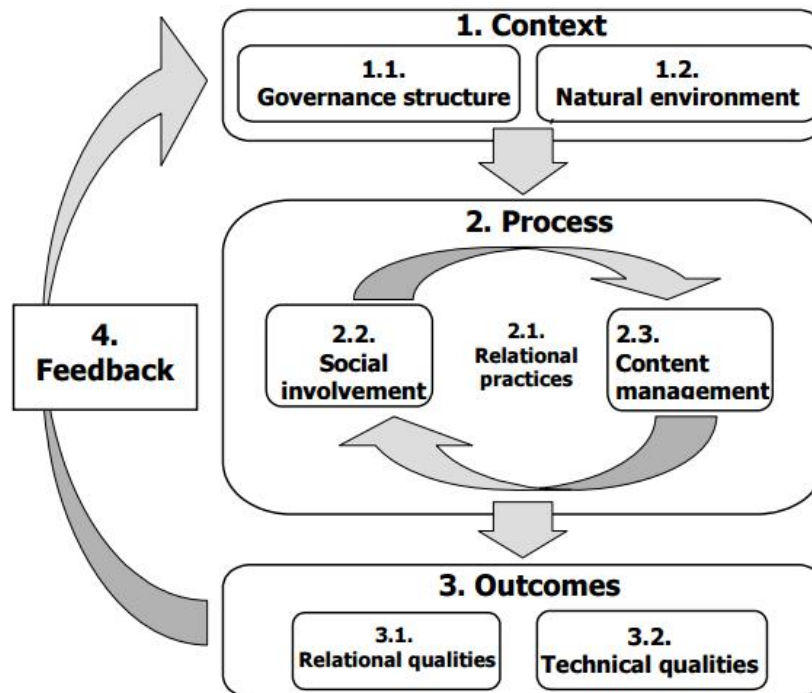 1. Context
1.1.
Governance structure
1.2.
Natural environment
2. Process
2.2.
Social
involvement
2.1.
Relational
practices
2.3.
Content
management
4.
Feedback
3. Outcomes
3.1.
Relational qualities
3.2.
Technical qualities